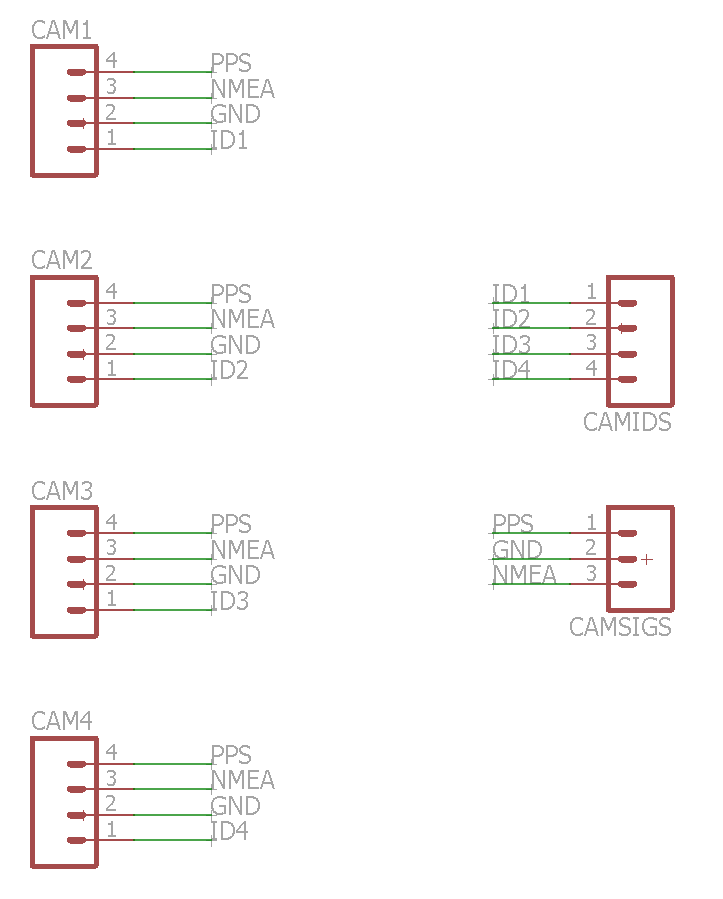 CAM1
4 PPS
3 NMEA
2 GND
1 ID1
CAM2
4 PPS
3 NMEA
2 GND
1 ID2
ID1 1
ID2 2
ID3 3
ID4 4
CAMIDS
CAM3
4 PPS
3 NMEA
2 GND
1 ID3
PPS 1
GND 2
NMEA 3
CAMSIGS
CAM4
4 PPS
3 NMEA
2 GND
1 ID4